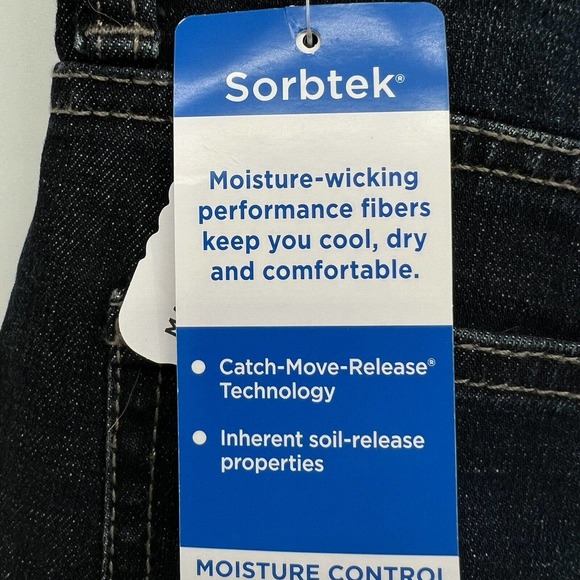 Sorbtek®
Moisture-wicking
performance fibers
keep you cool, dry
and comfortable.
Catch-Move-Release®
Technology
Inherent soil-release
properties
MOISTURE CONTROL